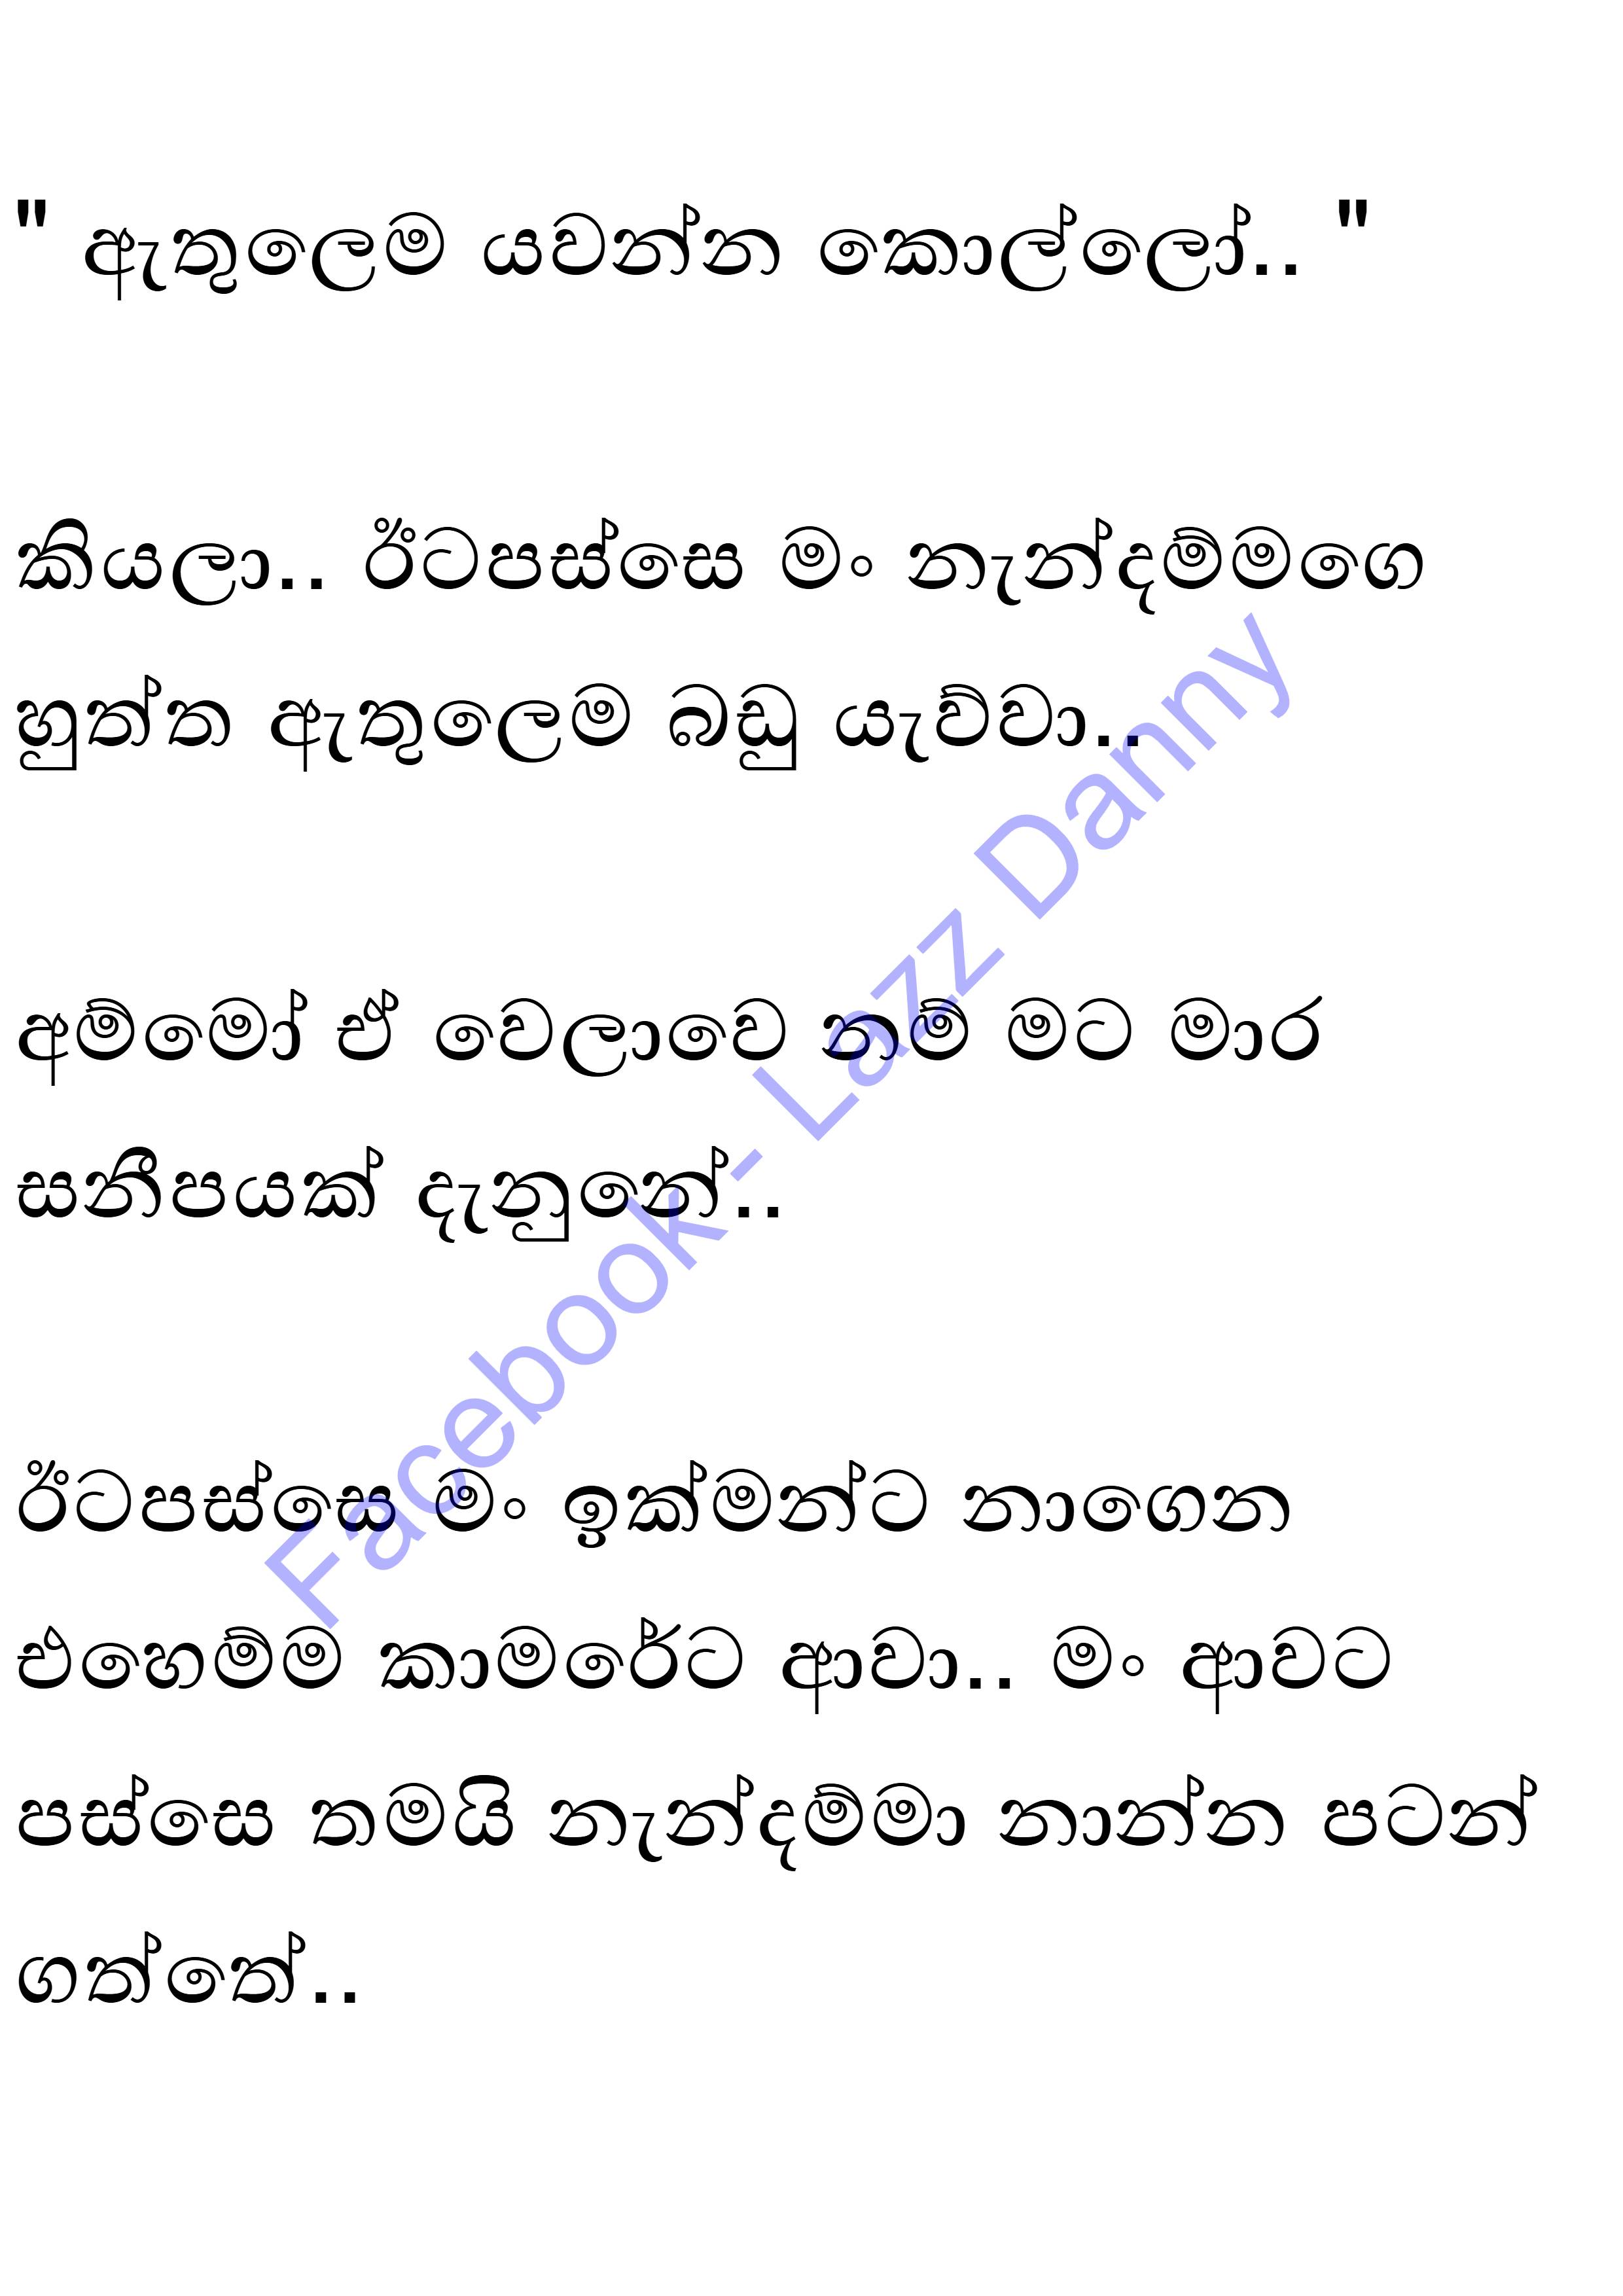 " ඇතුලෙම යවන්න කොල්ලෝ.. "
කියලා.. ඊටපස්සෙ මං නැන්දම්මගෙ
හුත්ත ඇතුලෙම බඩු යැව්වා..
අම්මෝ ඒ වෙලාවෙ නම් මට මාර
සනීපයක් දැනුනේ..
ඊටපස්සෙ මං ඉක්මන්ට නාගෙන
එහෙම්ම කාමරේට ආවා.. මං ආවට
පස්සෙ තමයි නැන්දම්මා නාන්න පටන්
ගත්තේ..
Facebook- Lazz Danny